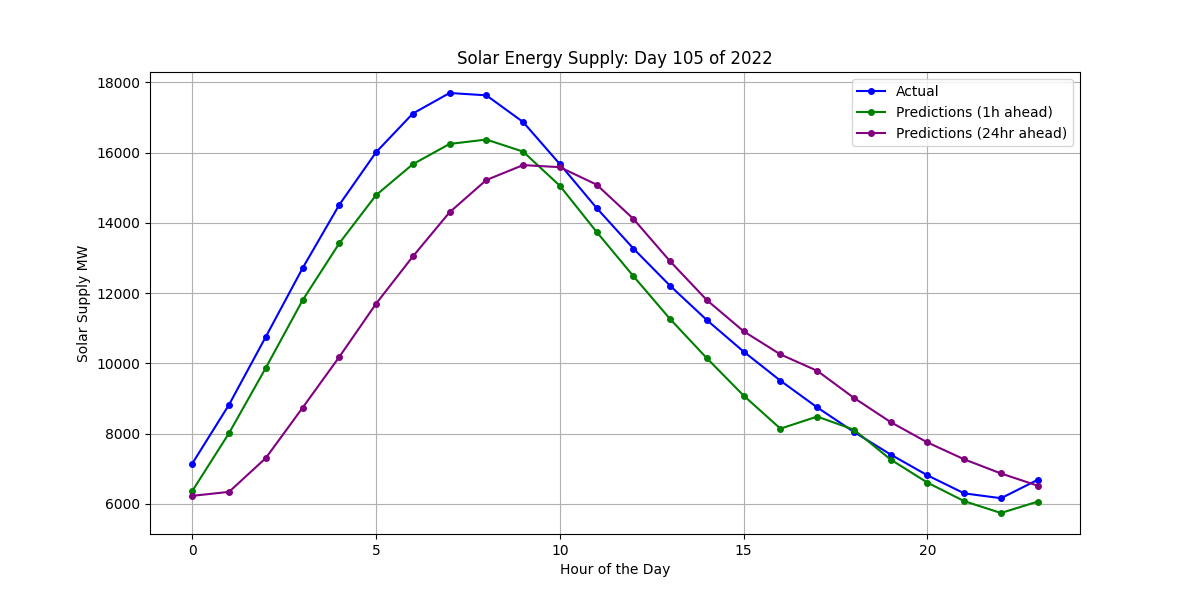 Solar Energy Supply: Day 105 of 2022
Actual
Predictions (1h ahead)
Predictions (24hr ahead)
Solar Supply MW
18000
16000
14000
12000
10000
8000
6000
0 5 10 15 20
Hour of the Day